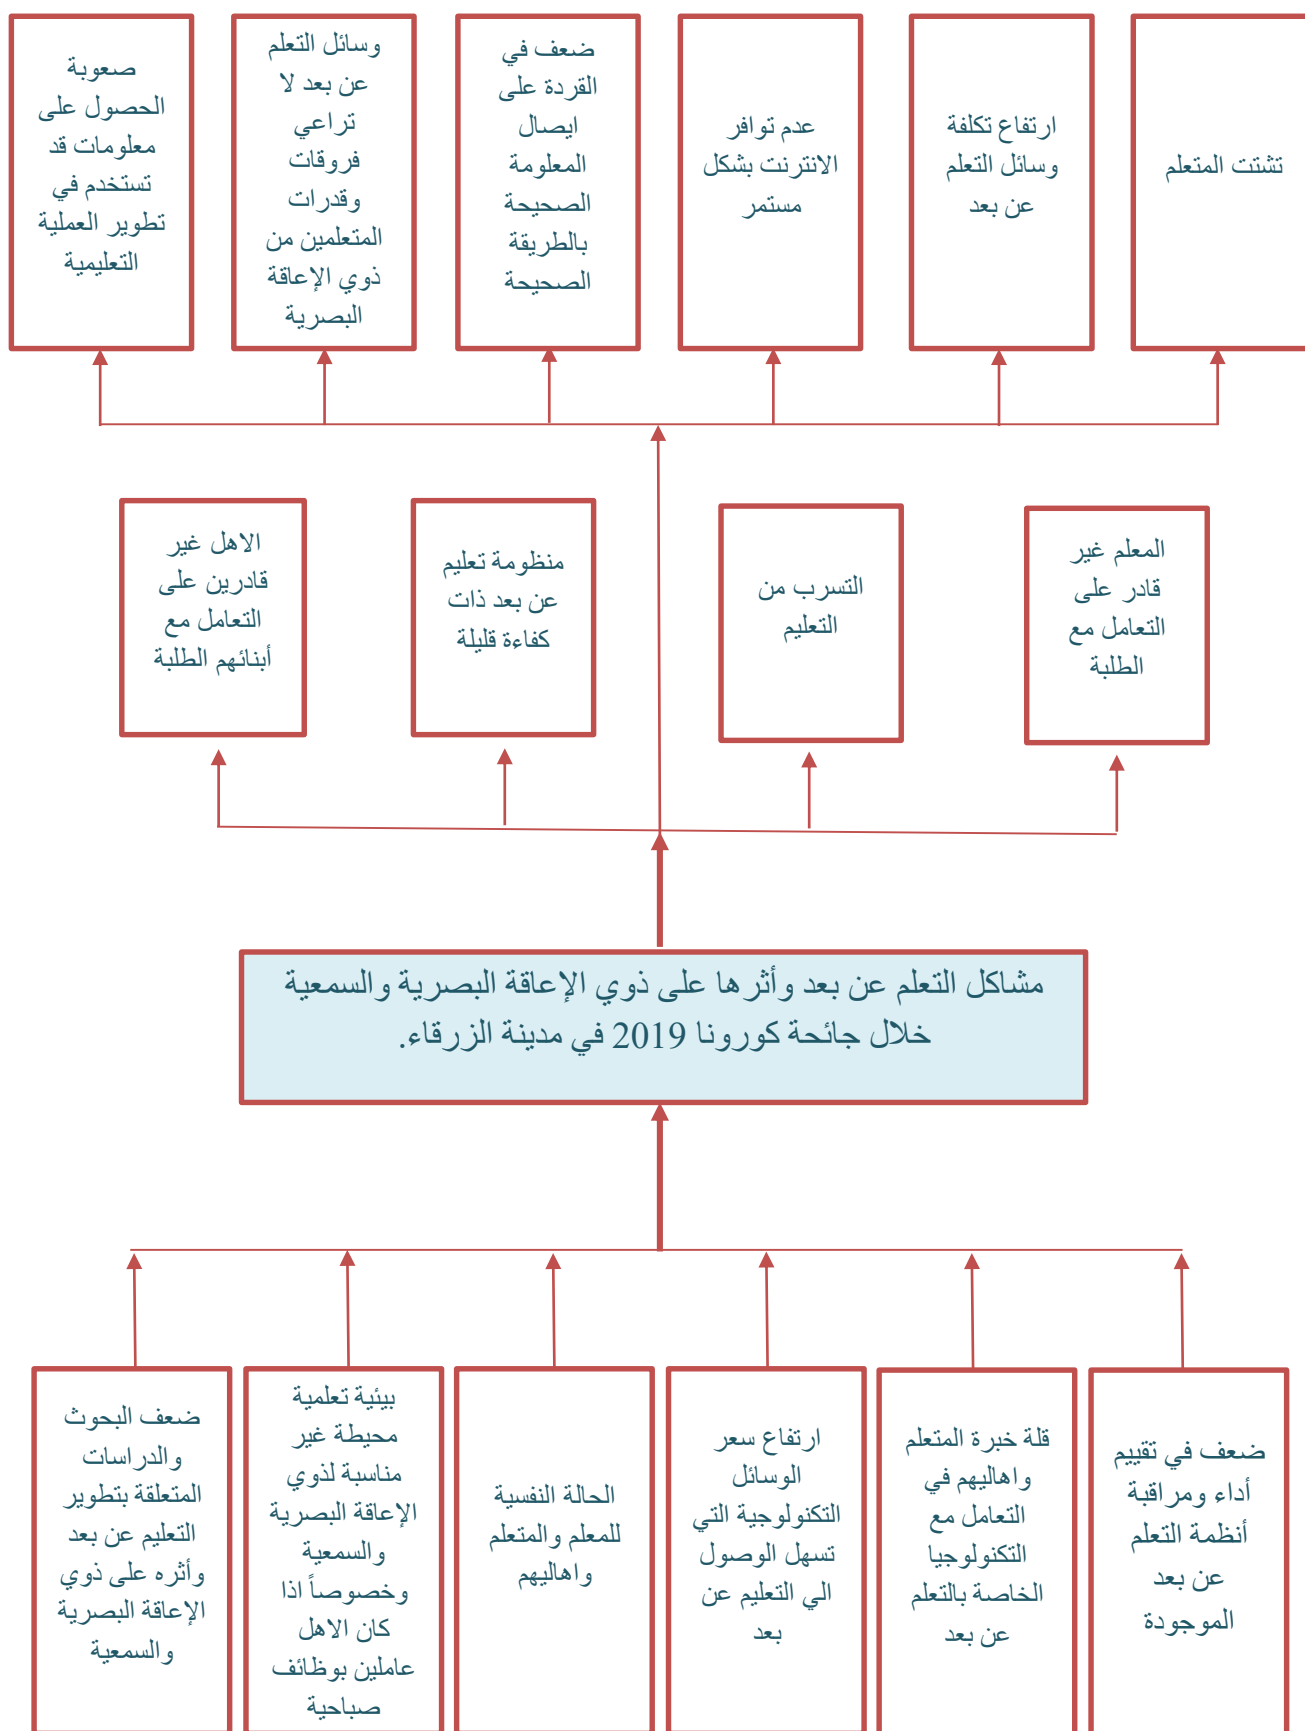 تشتت المتعلم
ارتفاع تكلفة
وسائل التعلم
عن بعد
عدم توافر
الانترنت بشكل
مستمر
ضعف في
القردة على
ايصال
المعلومة
الصحيحة
بالطريقة
الصحيحة
وسائل التعلم
عن بعد لا
تراعي
فروقات
وقدرات
المتعلمين من
ذوي الإعاقة
البصرية
صعوبة
الحصول على
معلومات قد
تستخدم في
تطوير العملية
التعليمية
المعلم غير
قادر على
التعامل مع
الطلبة
التسرب من
التعليم
منظومة تعليم
عن بعد ذات
كفاءة قليلة
الاهل غير
قادرين على
التعامل مع
أبنائهم الطلبة
مشاكل التعلم عن بعد وأثرها على ذوي الإعاقة البصرية والسمعية
خلال جائحة كورونا 2019 في مدينة الزرقاء.
ضعف في تقييم
أداء ومراقبة
أنظمة التعلم
عن بعد
الموجودة
قلة خبرة المتعلم
واهاليهم في
التعامل مع
التكنولوجيا
الخاصة بالتعلم
عن بعد
ارتفاع سعر
الوسائل
التكنولوجية التي
تسهل الوصول
الي التعليم عن
بعد
الحالة النفسية
للمعلم والمتعلم
واهاليهم
بيئية تعلمية
محيطة غير
مناسبة لذوي
الإعاقة البصرية
والسمعية
وخصوصاً اذا
كان الاهل
عاملين بوظائف
صباحية
ضعف البحوث
والدراسات
المتعلقة بتطوير
التعليم عن بعد
وأثره على ذوي
الإعاقة البصرية
والسمعية